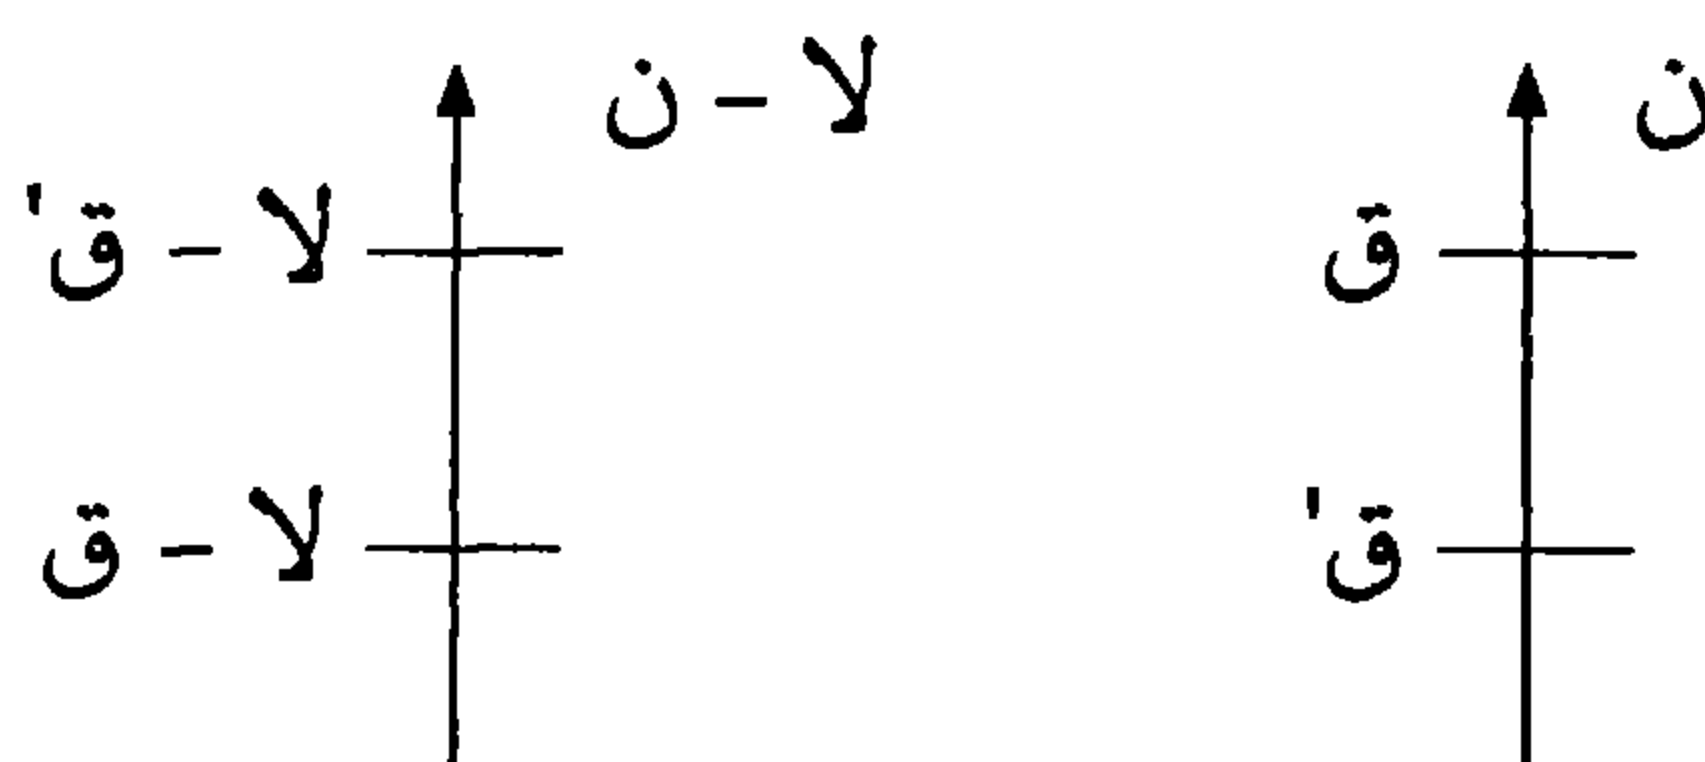 ن
لا – ن
ق
لا – ق'
ق'
لا – ق